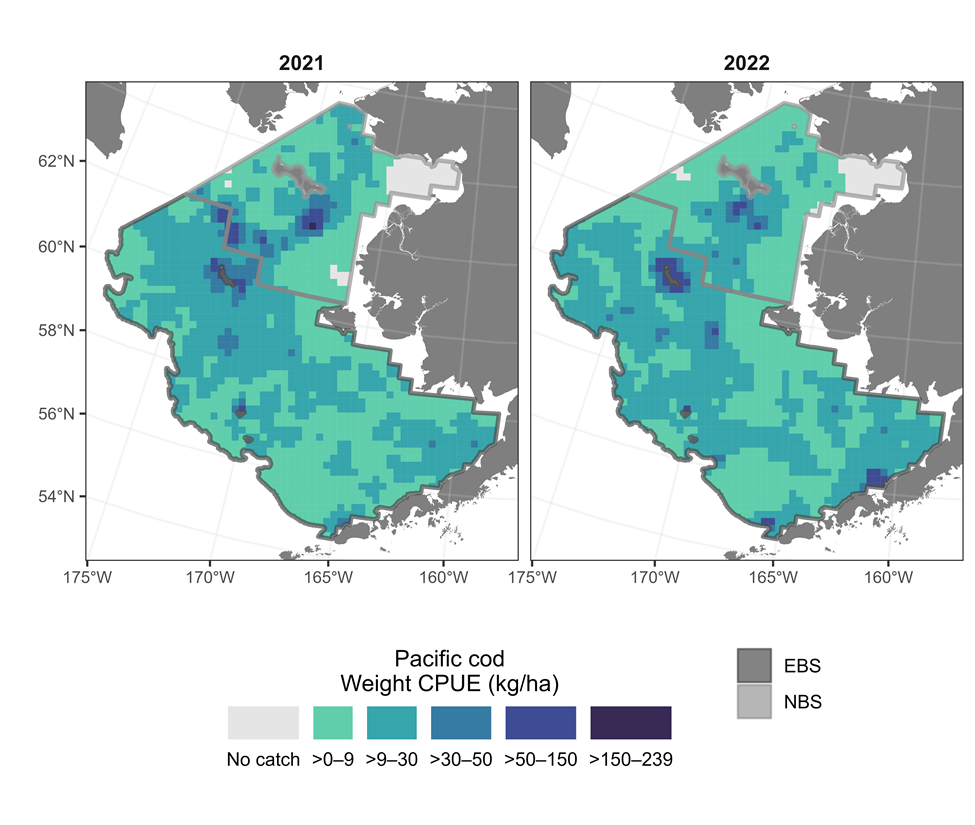 2021
2022
62°N
60°N
58°N
56°N
54°N
175°W
170°W
165°W
160°W
175°W
170°W
165°W
160°W
Pacific cod
Weight CPUE (kg/ha)
No catch
>0–9
>9–30
>30–50
>50–150
>150–239
EBS
NBS